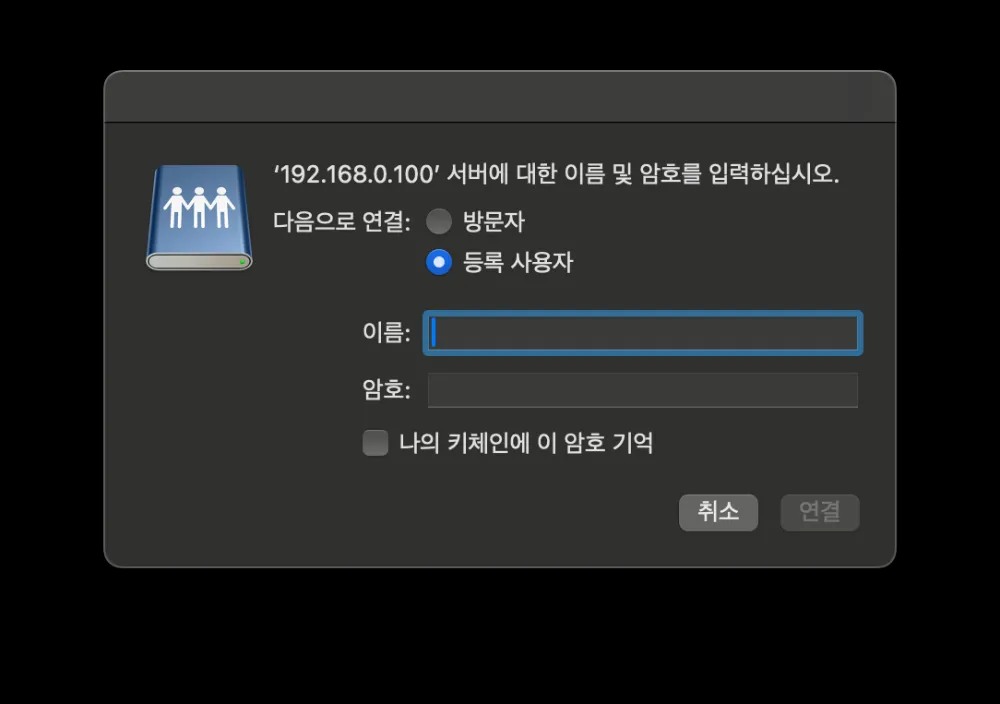 ‘192.168.0.100’ 서버에 대한 이름 및 암호를 입력하십시오.
다음으로 연결: 방문자
등록 사용자
이름:
암호:
나의 키체인에 이 암호 기억
취소 연결